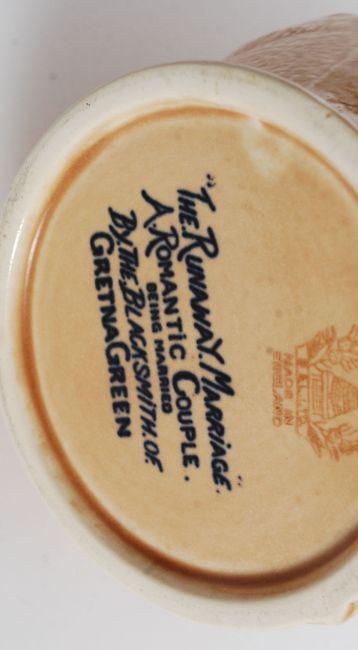 "THE RUNAWAY MARRIAGE."
A ROMANTIC COUPLE.
BEING MARRIED
BY THE BLACKSMITH. OF
GRETNA GREEN
MADE IN
ENGLAND